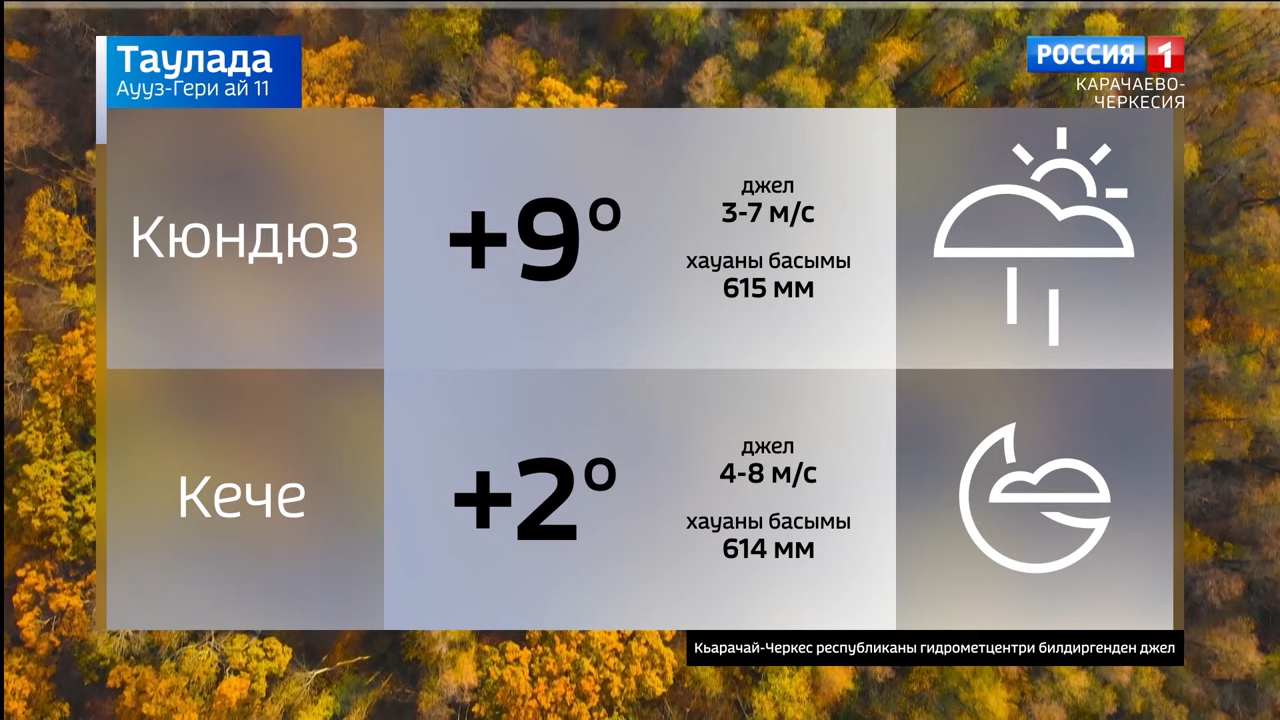 Таулада
Аууз-Гери ай 11
РОССИЯ 1
КАРАЧАЕВО-
ЧЕРКЕСИЯ
Кюндюз
+9°
джел
3-7 м/с
хауаны басымы
615 мм
Кече
+2°
джел
4-8 м/с
хауаны басымы
614 мм
Кьарачай-Черкес республиканы гидрометцентри билдиргенден джел